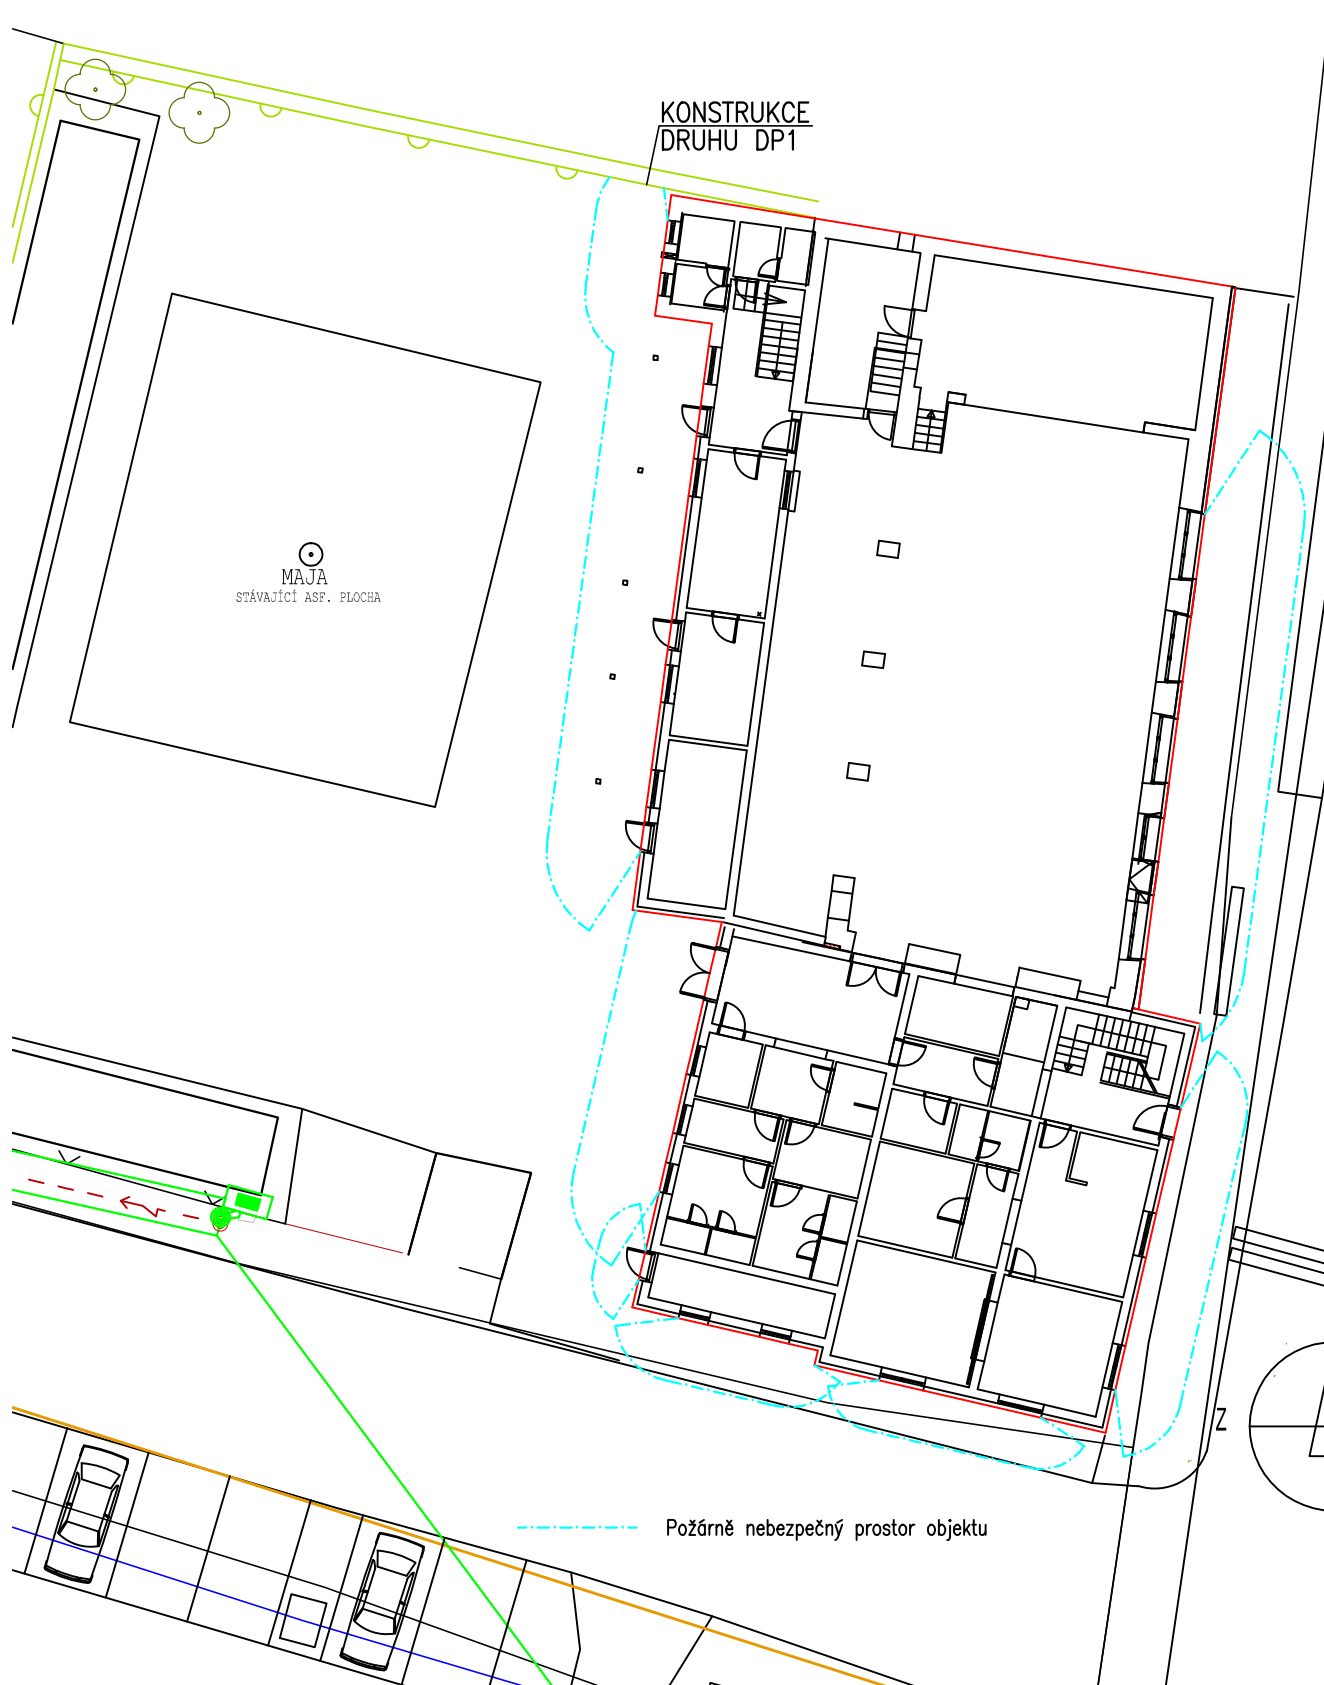 KONSTRUKCE
DRUHU DP1
MAJA
STÁVAJÍCÍ ASF. PLOCHA
Z
Požárně nebezpečný prostor objektu